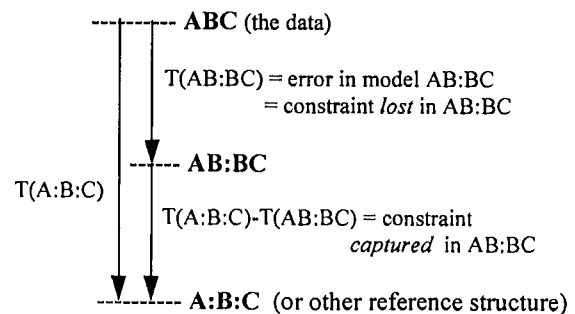 ABC (the data)
T(AB:BC) = error in model AB:BC
= constraint lost in AB:BC
AB:BC
T(A:B:C)
T(A:B:C)-T(AB:BC) = constraint
captured in AB:BC
A:B:C (or other reference structure)